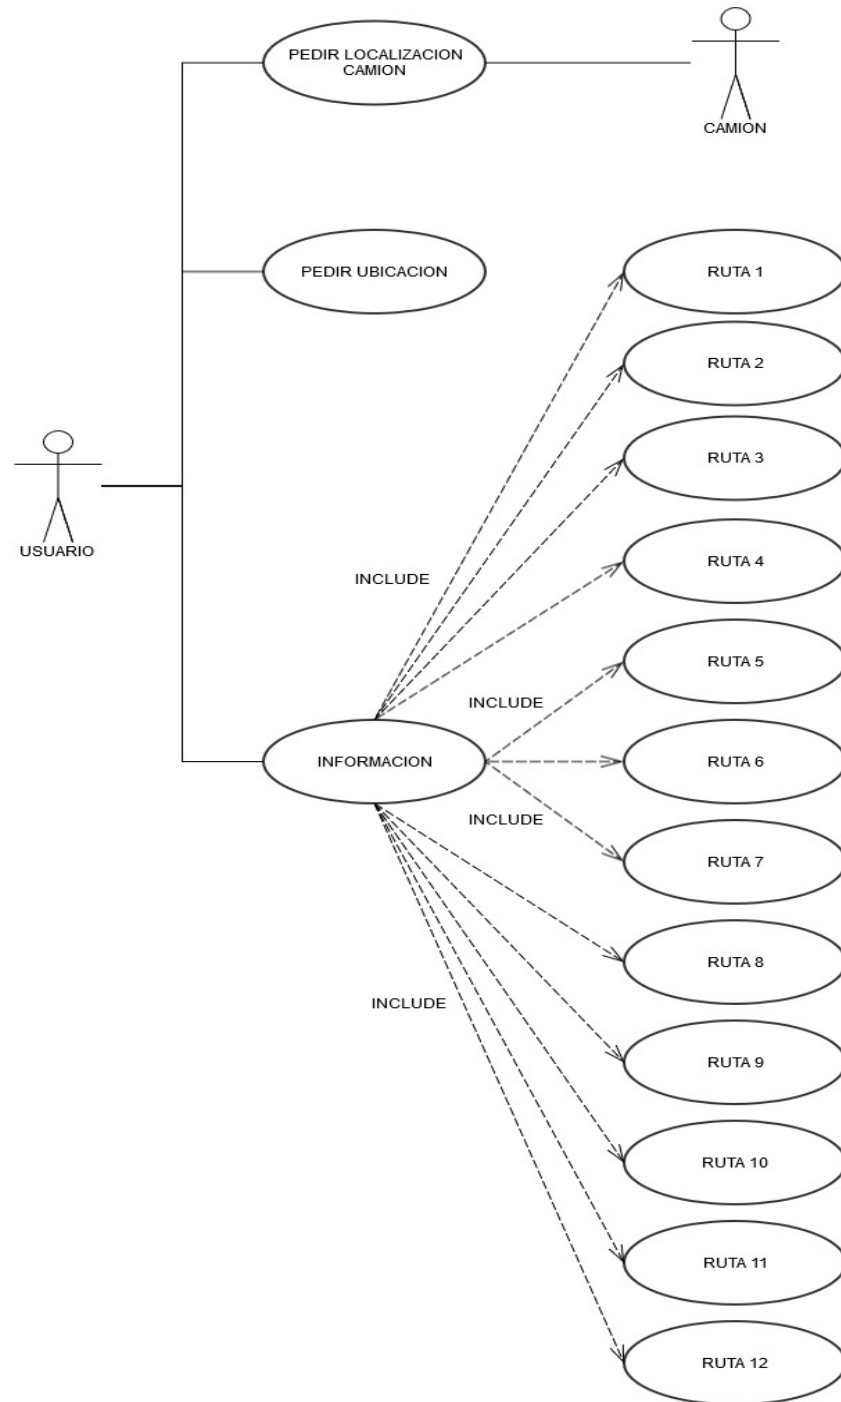 PEDIR LOCALIZACION
CAMION
CAMION
PEDIR UBICACION
RUTA 1
RUTA 2
RUTA 3
USUARIO
RUTA 4
INCLUDE
RUTA 5
INCLUDE
INFORMACION
RUTA 6
INCLUDE
RUTA 7
RUTA 8
INCLUDE
RUTA 9
RUTA 10
RUTA 11
RUTA 12